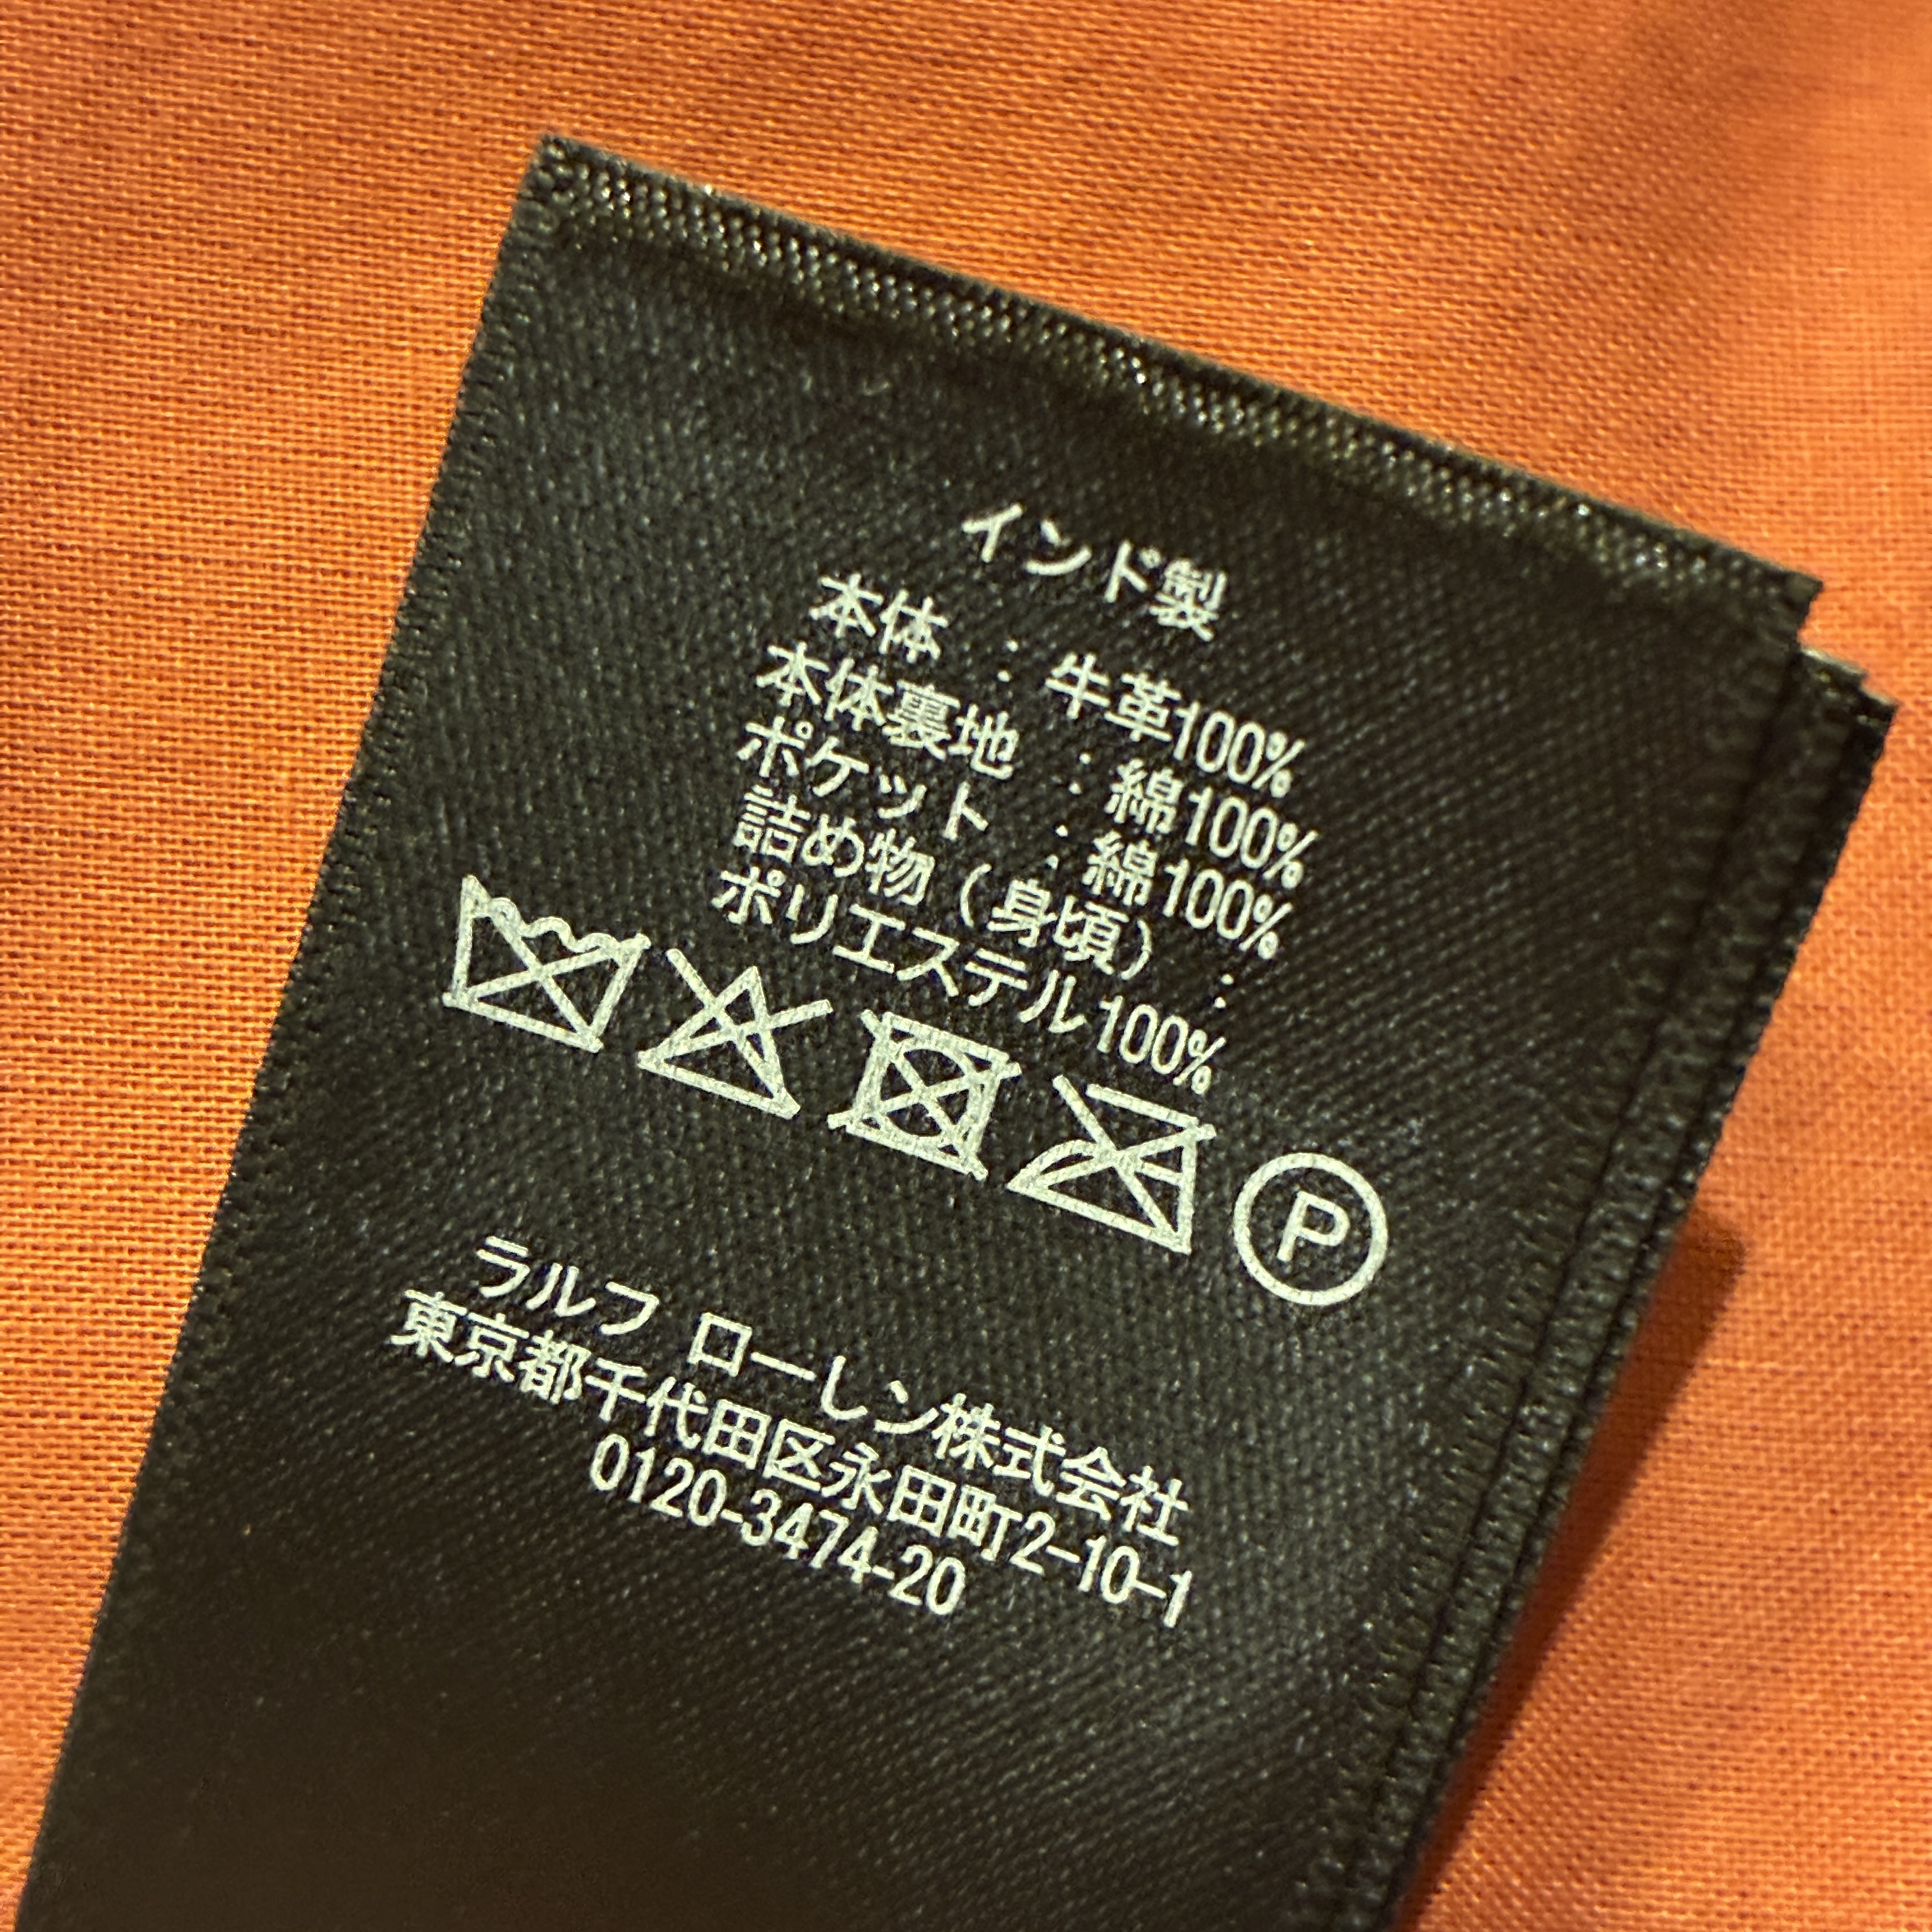 インド製
本体 : 牛革100%
本体裏地 : 綿100%
ポケット : 綿100%
詰め物（身頃）:
ポリエステル100%
P
ラルフ ローレン株式会社
東京都千代田区永田町2-10-1
0120-3474-20